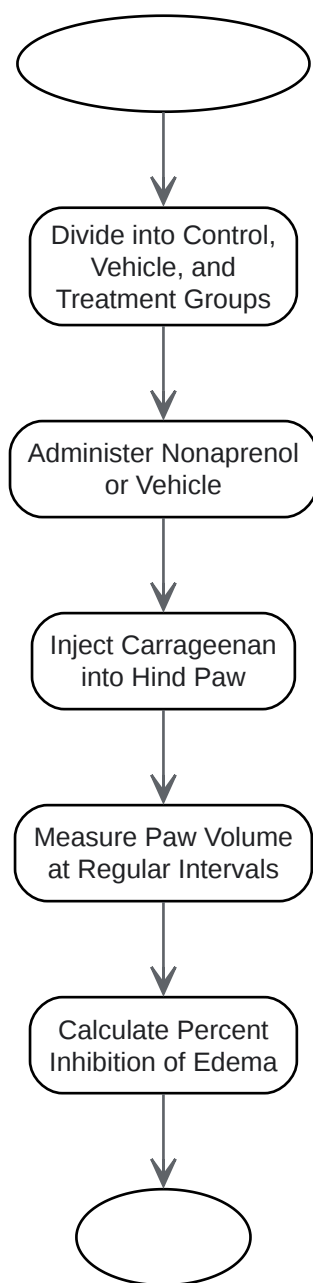 Divide into Control,
Vehicle, and
Treatment Groups
Administer Nonaprenol
or Vehicle
Inject Carrageenan
into Hind Paw
Measure Paw Volume
at Regular Intervals
Calculate Percent
Inhibition of Edema